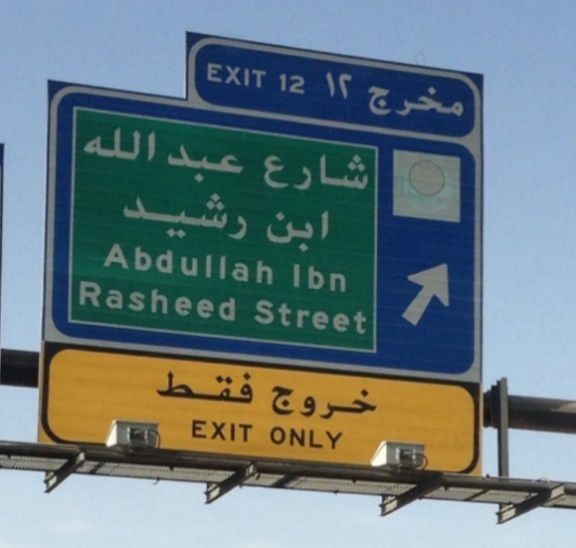 EXIT 12 مخرج ١٢
شارع عبد الله
ابن رشيد
Abdullah Ibn
Rasheed Street
خروج فقط
EXIT ONLY